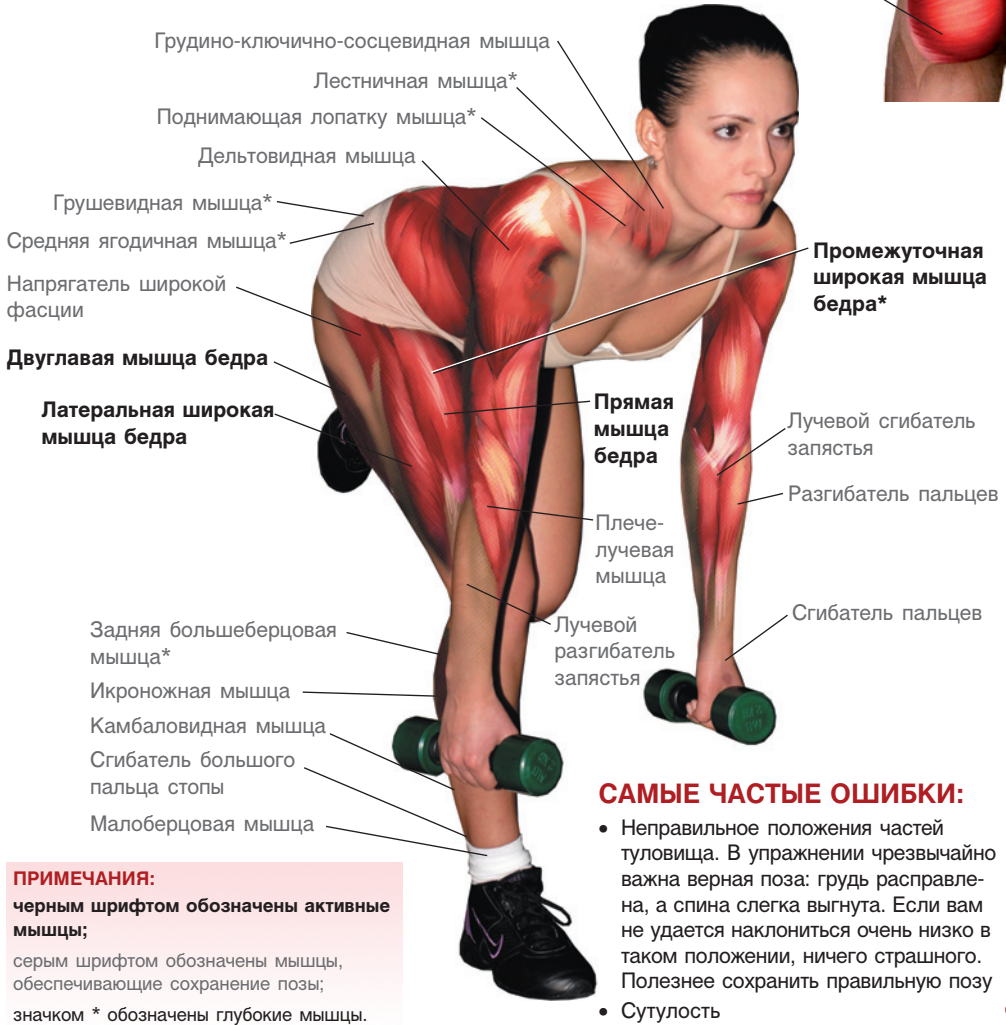 Грудино-ключично-сосцевидная мышца
Лестничная мышца*
Поднимающая лопатку мышца*
Дельтовидная мышца
Грушевидная мышца*
Средняя ягодичная мышца*
Напрягатель широкой
фасции
Двуглавая мышца бедра
Латеральная широкая
мышца бедра
Промежуточная
широкая мышца
бедра*
Прямая
мышца
бедра
Лучевой сгибатель
запястья
Разгибатель пальцев
Плече-
лучевая
мышца
Сгибатель пальцев
Лучевой
разгибатель
запястья
Задняя большеберцовая
мышца*
Икроножная мышца
Камбаловидная мышца
Сгибатель большого
пальца стопы
Малоберцовая мышца
ПРИМЕЧАНИЯ:
черным шрифтом обозначены активные
мышцы;
серым шрифтом обозначены мышцы,
обеспечивающие сохранение позы;
значком * обозначены глубокие мышцы.
САМЫЕ ЧАСТЫЕ ОШИБКИ:
• Неправильное положения частей
туловища. В упражнении чрезвычайно
важна верная поза: грудь расправле-
на, а спина слегка выгнута. Если вам
не удается наклониться очень низко в
таком положении, ничего страшного.
Полезнее сохранить правильную позу
• Сутулость